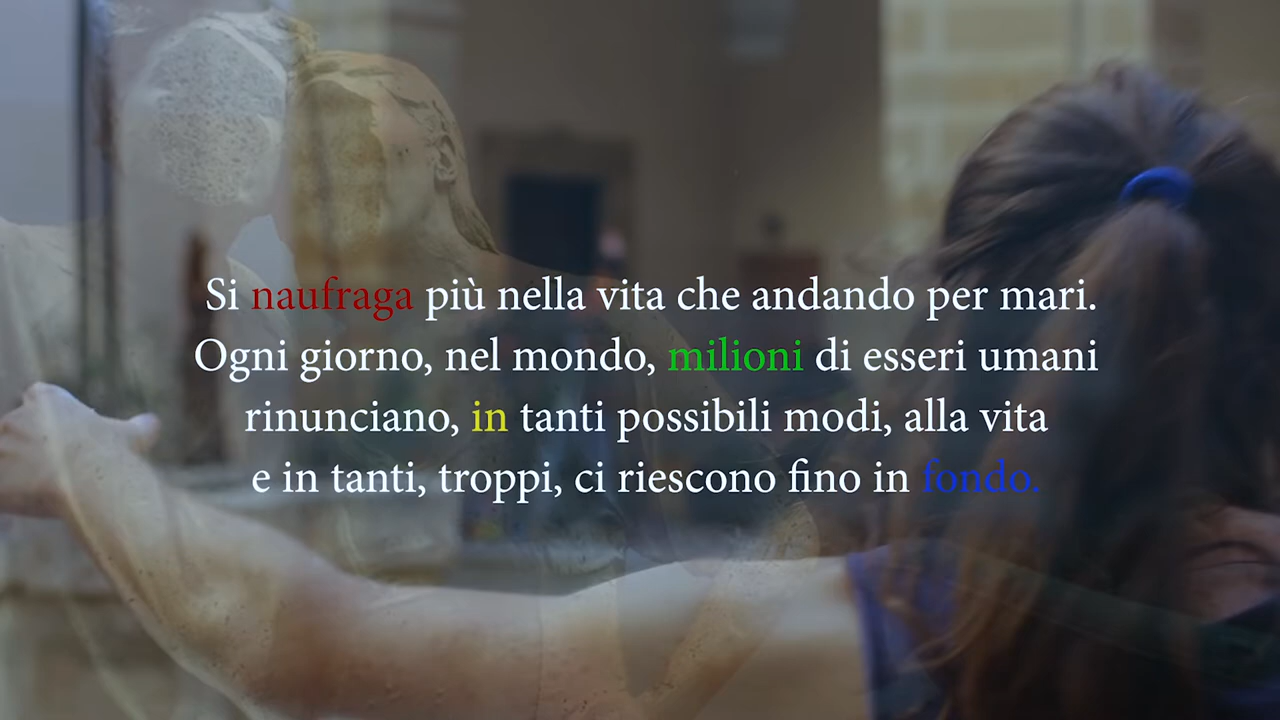 Si naufraga più nella vita che andando per mari.
Ogni giorno, nel mondo, milioni di esseri umani
rinunciano, in tanti possibili modi, alla vita
e in tanti, troppi, ci riescono fino in fondo.